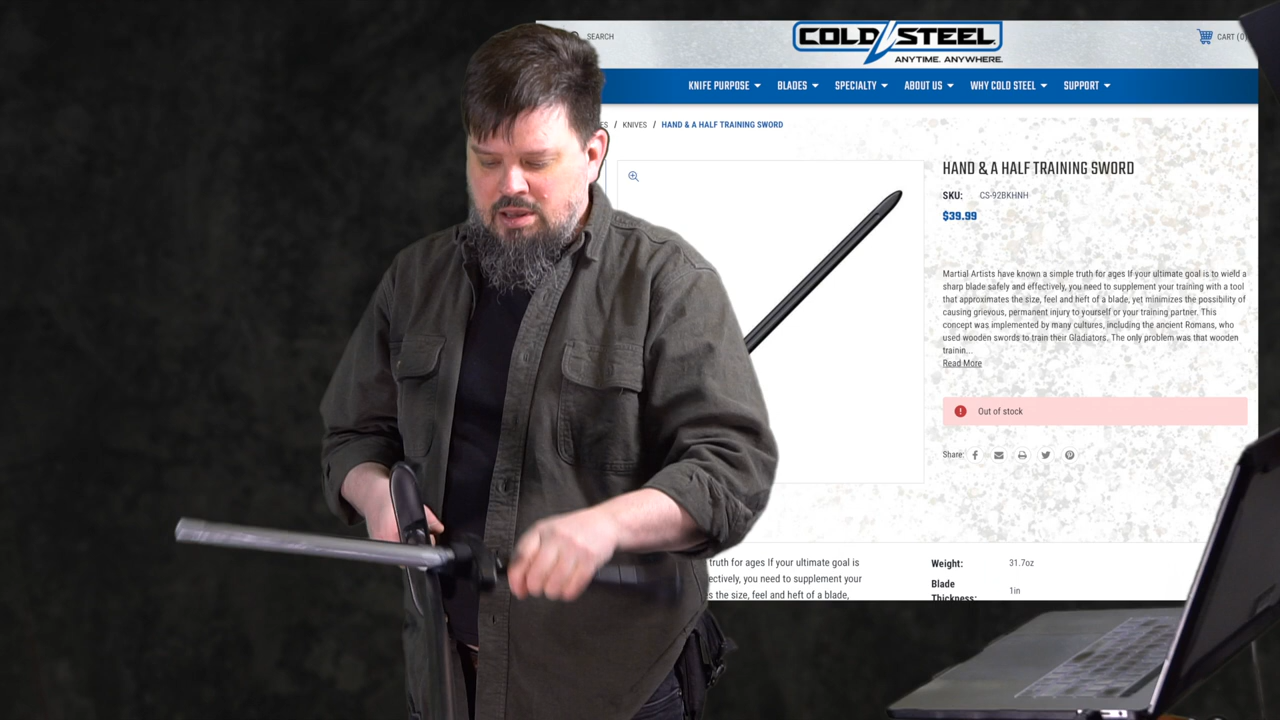 SEARCH
COLD STEEL
ANYTIME. ANYWHERE.
CART (0)
KNIFE PURPOSE BLADES SPECIALTY ABOUT US WHY COLD STEEL SUPPORT
/ KNIVES / HAND & A HALF TRAINING SWORD
HAND & A HALF TRAINING SWORD
SKU: CS-92BKHNH
$39.99
Martial Artists have known a simple truth for ages If your ultimate goal is to wield a
sharp blade safely and effectively, you need to supplement your training with a tool
that approximates the size, feel and heft of a blade, yet minimizes the possibility of
causing grievous, permanent injury to yourself or your training partner. This
concept was implemented by many cultures, including the ancient Romans, who
used wooden swords to train their Gladiators. The only problem was that wooden
trainin...
Read More
Out of stock
Share:
truth for ages If your ultimate goal is
ectively, you need to supplement your
s the size, feel and heft of a blade,
Weight: 31.7oz
Blade
Thickness: 1in